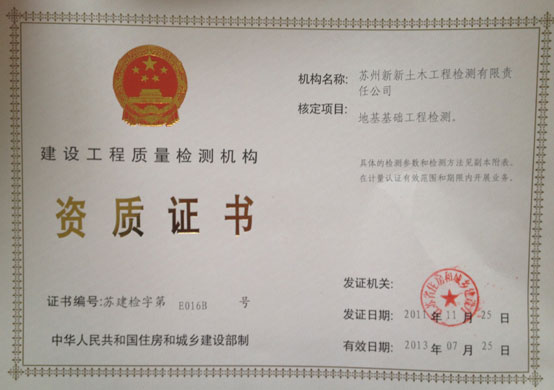 建设工程质量检测机构
资质证书
证书编号:苏建检字第 E016B 号
中华人民共和国住房和城乡建设部制
机构名称: 苏州新新土木工程检测有限责
任公司
核定项目: 地基基础工程检测。
具体的检测参数和检测方法见副本附表。
在计量认证有效范围和期限内开展业务。
发证机关:
发证日期: 2011 年 11 月 25 日
有效日期: 2013 年 07 月 25 日